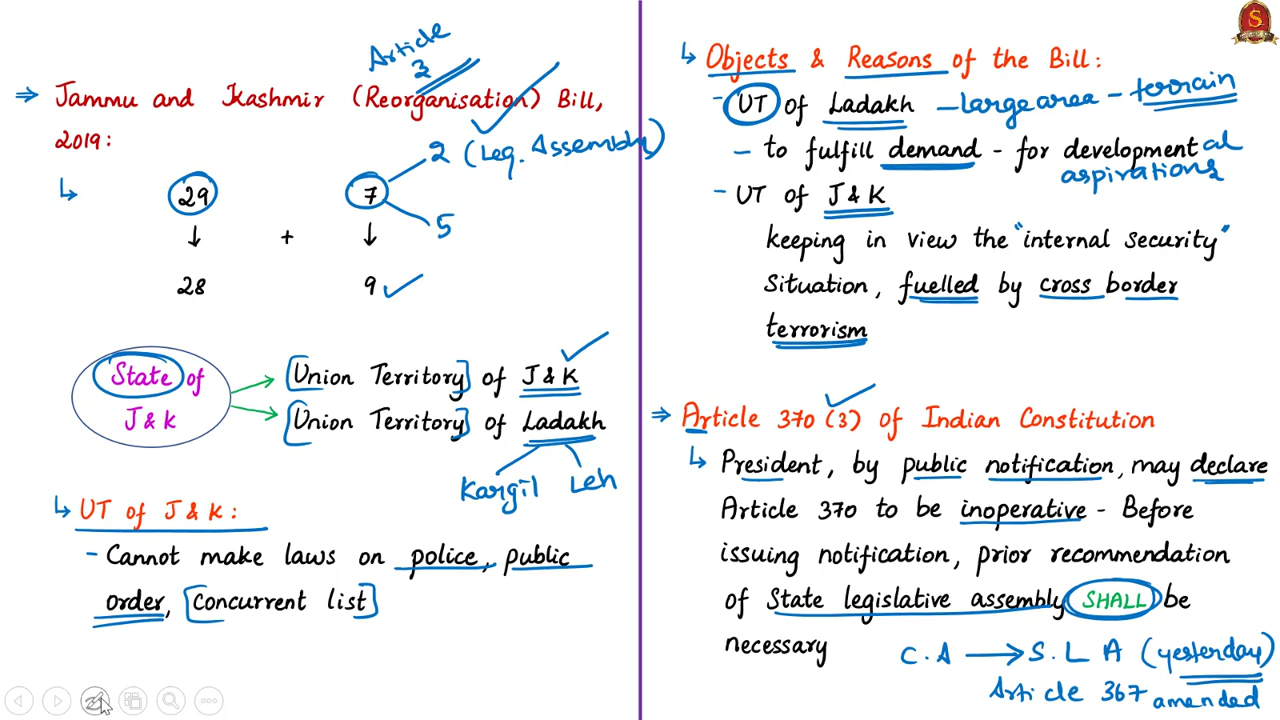 Article
3
⇒ Jammu and Kashmir (Reorganisation) Bill,
2019:
2 (Leg. Assembly)
↳ 29 7
5
↓ + ↓
28 9 ✓
State of
J & K
→ [Union Territory] of J & K
→ [Union Territory] of Ladakh
Kargil Leh
↳ UT of J & K:
- Cannot make laws on police, public
order, [Concurrent list]
↳ Objects & Reasons of the Bill:
- UT of Ladakh - large area - terrain
- to fulfill demand - for developmental
aspirations
- UT of J & K
keeping in view the "internal security"
Situation, fuelled by cross border
terrorism
⇒ Article 370 (3) of Indian Constitution
↳ President, by public notification, may declare
Article 370 to be inoperative - Before
issuing notification, prior recommendation
of State legislative assembly SHALL be
necessary
C.A → S.L A (yesterday)
Article 367 amended